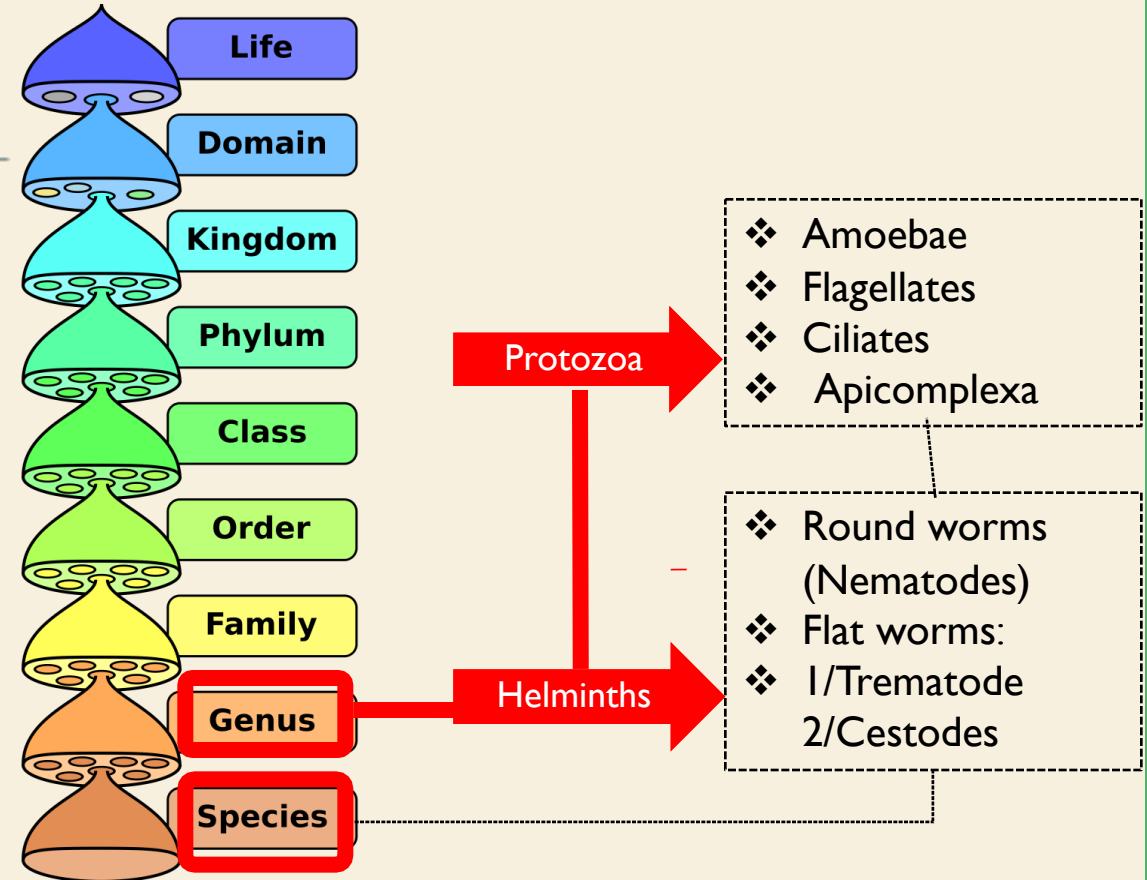 Life
Domain
Kingdom
Phylum
Class
Order
Family
Genus
Species
Protozoa
Helminths
❖ Amoebae
❖ Flagellates
❖ Ciliates
❖ Apicomplexa
❖ Round worms
(Nematodes)
❖ Flat worms:
❖ 1/Trematode
2/Cestodes